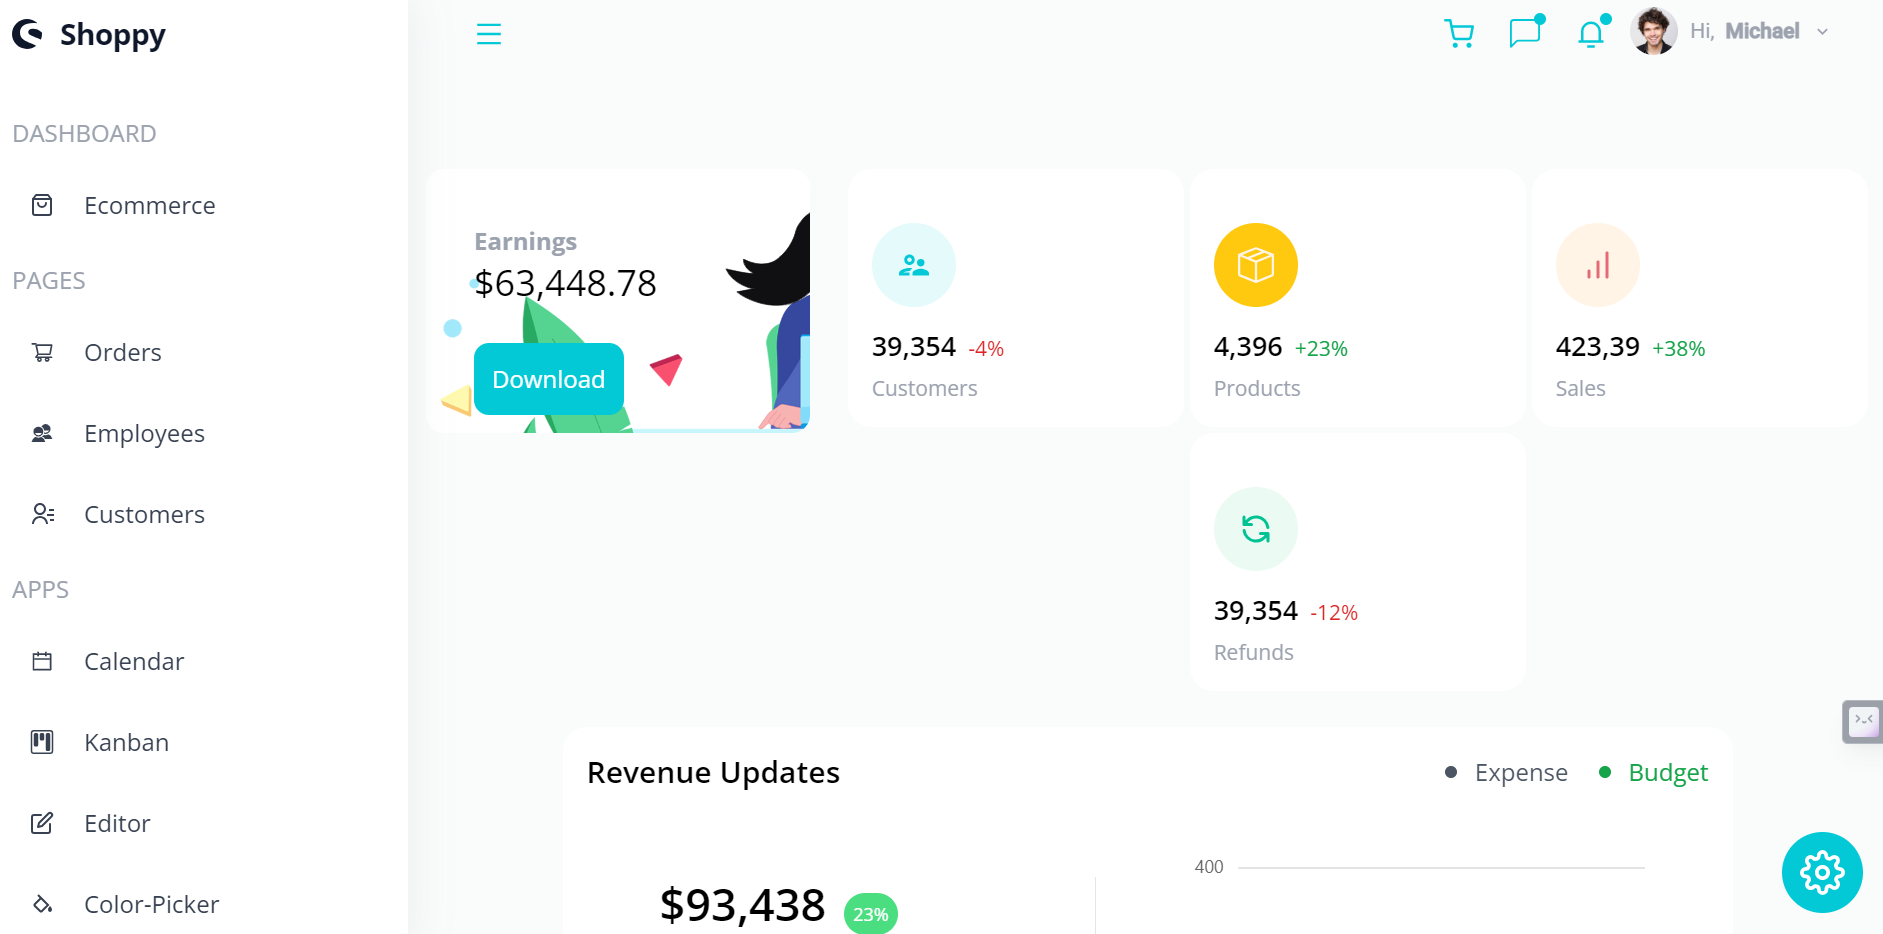 Shoppy
Hi, Michael
DASHBOARD
Ecommerce
PAGES
Orders
Employees
Customers
APPS
Calendar
Kanban
Editor
Color-Picker
Earnings
$63,448.78
Download
39,354 -4%
Customers
4,396 +23%
Products
423,39 +38%
Sales
39,354 -12%
Refunds
Revenue Updates
Expense
Budget
$93,438 23%
400